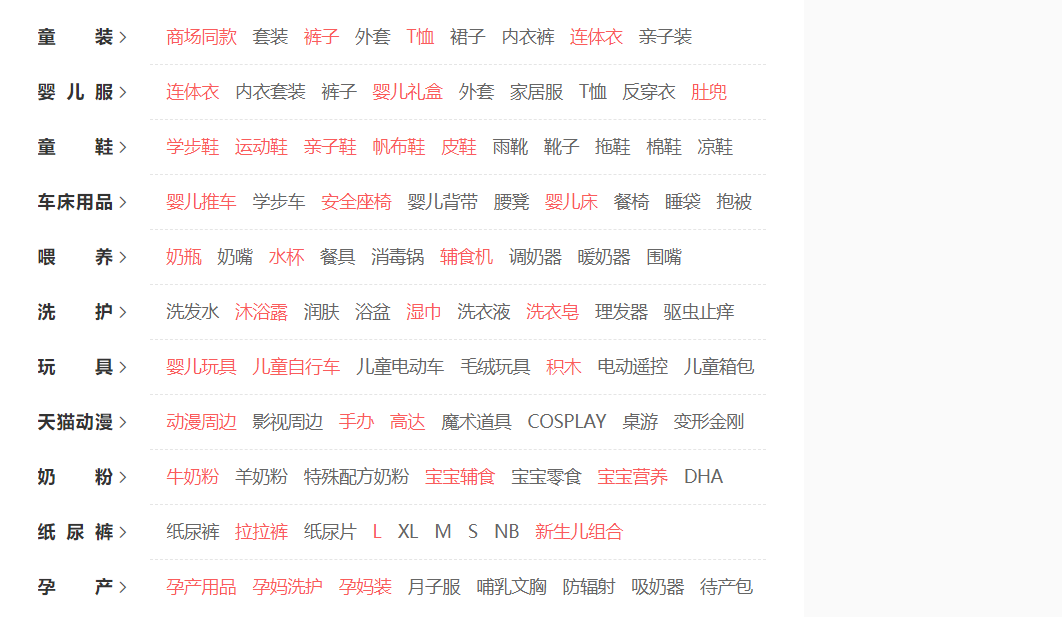 童装 > 商场同款 套装 裤子 外套 T恤 裙子 内衣裤 连体衣 亲子装
婴儿服 > 连体衣 内衣套装 裤子 婴儿礼盒 外套 家居服 T恤 反穿衣 肚兜
童鞋 > 学步鞋 运动鞋 亲子鞋 帆布鞋 皮鞋 雨靴 靴子 拖鞋 棉鞋 凉鞋
车床用品 > 婴儿推车 学步车 安全座椅 婴儿背带 腰凳 婴儿床 餐椅 睡袋 抱被
喂养 > 奶瓶 奶嘴 水杯 餐具 消毒锅 辅食机 调奶器 暖奶器 围嘴
洗护 > 洗发水 沐浴露 润肤 浴盆 湿巾 洗衣液 洗衣皂 理发器 驱虫止痒
玩具 > 婴儿玩具 儿童自行车 儿童电动车 毛绒玩具 积木 电动遥控 儿童箱包
天猫动漫 > 动漫周边 影视周边 手办 高达 魔术道具 COSPLAY 桌游 变形金刚
奶粉 > 牛奶粉 羊奶粉 特殊配方奶粉 宝宝辅食 宝宝零食 宝宝营养 DHA
纸尿裤 > 纸尿裤 拉拉裤 纸尿片 L XL M S NB 新生儿组合
孕产 > 孕产用品 孕妈洗护 孕妈装 月子服 哺乳文胸 防辐射 吸奶器 待产包